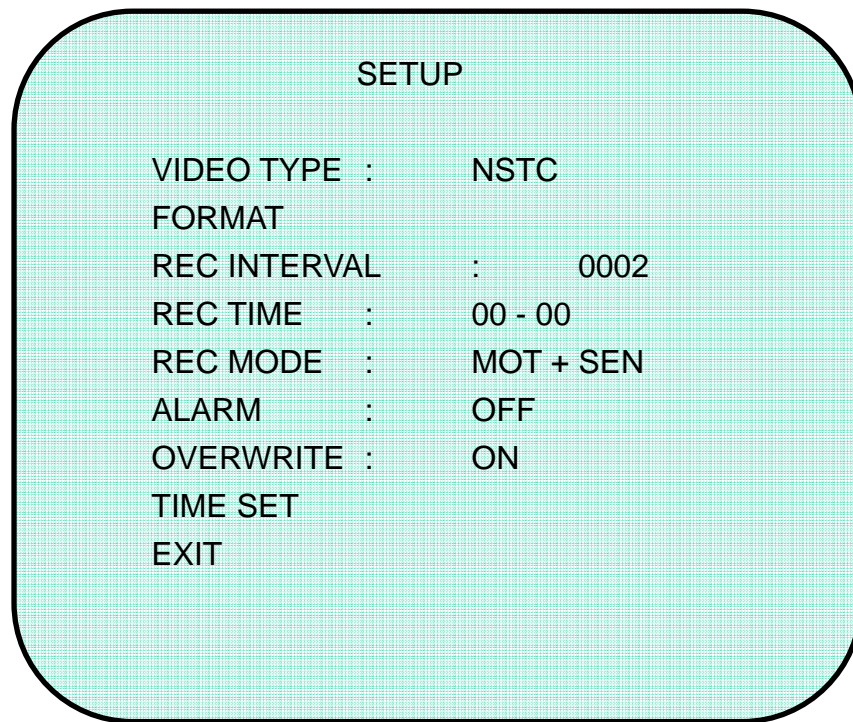 SETUP
VIDEO TYPE : NSTC
FORMAT
REC INTERVAL : 0002
REC TIME : 00 - 00
REC MODE : MOT + SEN
ALARM : OFF
OVERWRITE : ON
TIME SET
EXIT